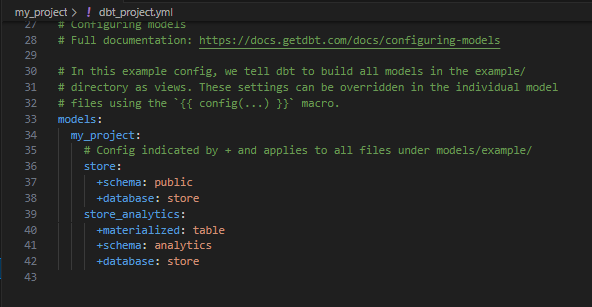 my_project > ! dbt_project.yml
27 # Configuring models
28 # Full documentation: https://docs.getdbt.com/docs/configuring-models
29
30 # In this example config, we tell dbt to build all models in the example/
31 # directory as views. These settings can be overridden in the individual model
32 # files using the `{{ config(...) }}` macro.
33 models:
34   my_project:
35     # Config indicated by + and applies to all files under models/example/
36     store:
37       +schema: public
38       +database: store
39     store_analytics:
40       +materialized: table
41       +schema: analytics
42       +database: store
43